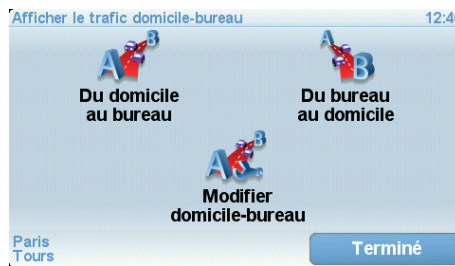 Afficher le trafic domicile-bureau 12:4
A B
A B
Du domicile
au bureau
Du bureau
au domicile
A B
Modifier
domicile-bureau
Paris
Tours
Terminé